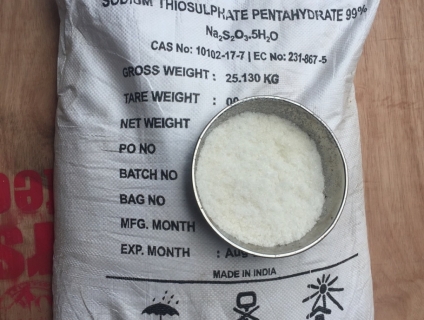 SODIUM THIOSULPHATE PENTAHYDRATE 99%
Na₂S₂O₃.5H₂O
CAS No: 10102-17-7 | EC No: 231-867-5
GROSS WEIGHT : 25.130 KG
TARE WEIGHT : 00
NET WEIGHT
PO NO
BATCH NO
BAG NO
MFG. MONTH
EXP. MONTH : Aug
MADE IN INDIA